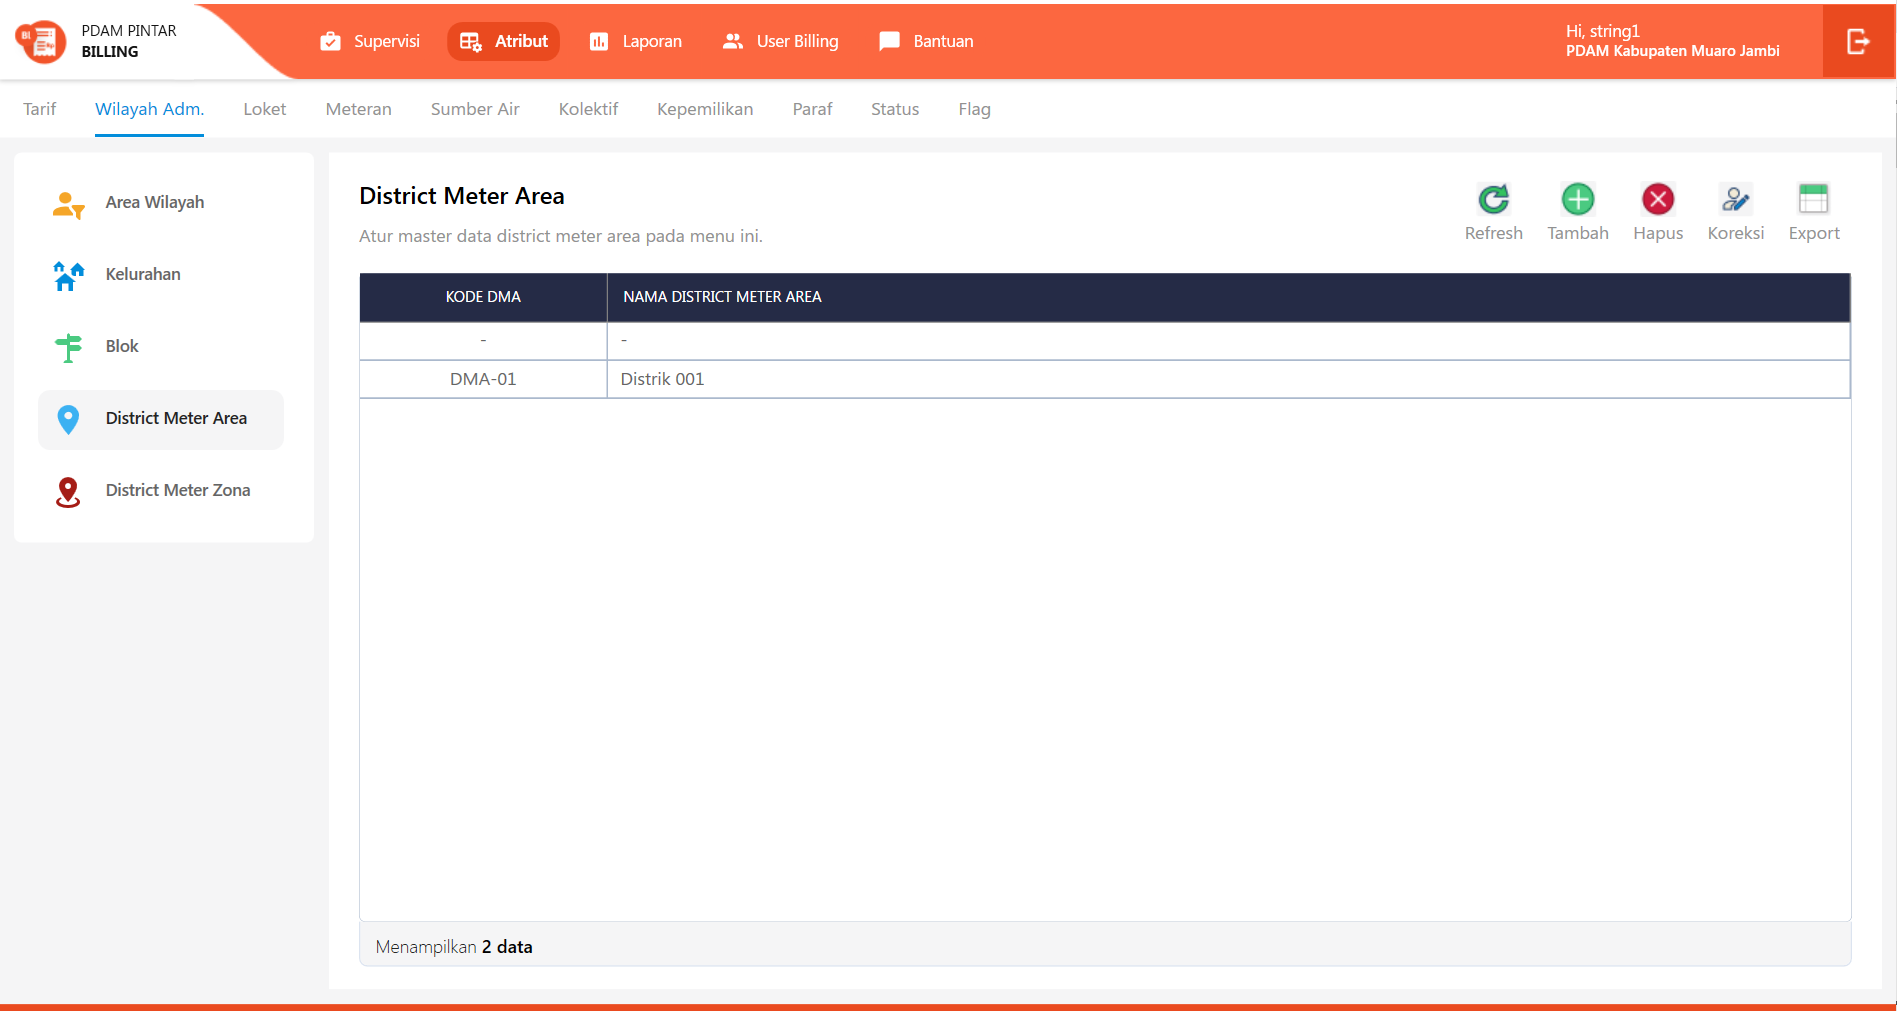 PDAM PINTAR
BILLING
Supervisi
Atribut
Laporan
User Billing
Bantuan
Hi, string1
PDAM Kabupaten Muaro Jambi
Tarif
Wilayah Adm.
Loket
Meteran
Sumber Air
Kolektif
Kepemilikan
Paraf
Status
Flag
Area Wilayah
Kelurahan
Blok
District Meter Area
District Meter Zona
District Meter Area
Atur master data district meter area pada menu ini.
Refresh
Tambah
Hapus
Koreksi
Export
KODE DMA
NAMA DISTRICT METER AREA
-
-
DMA-01
Distrik 001
Menampilkan 2 data